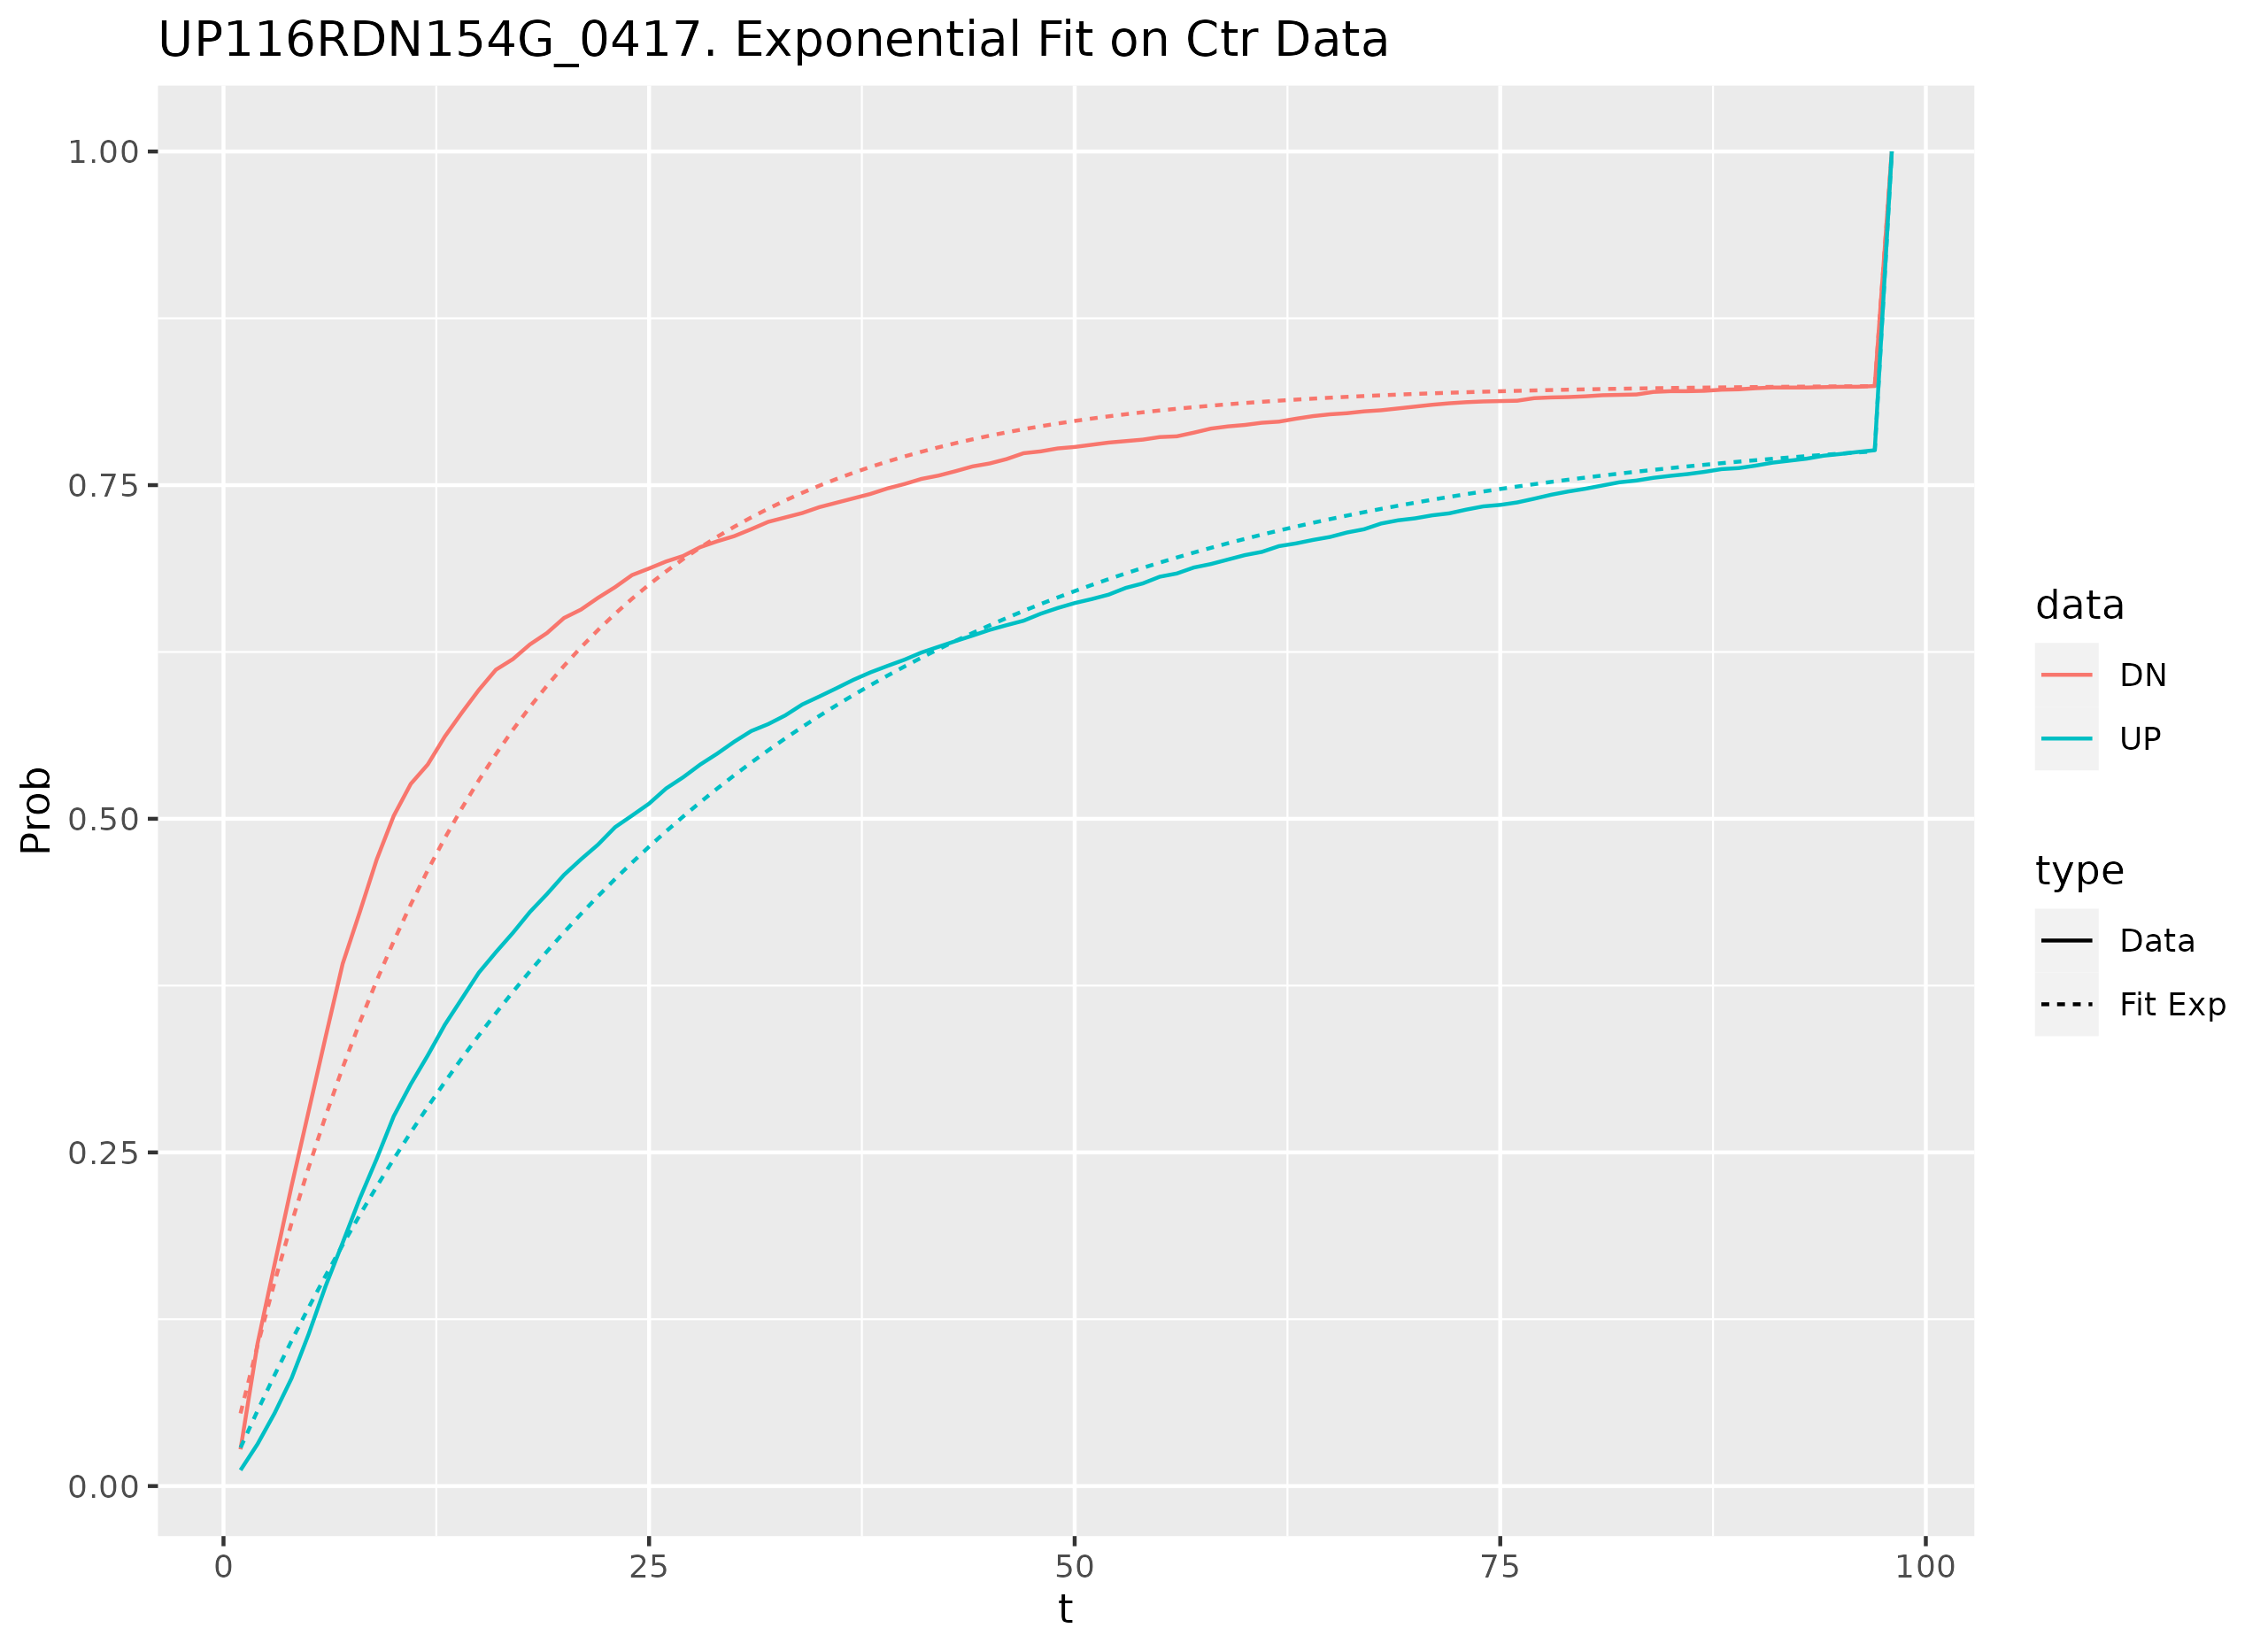 UP116RDN154G_0417. Exponential Fit on Ctr Data
1.00
0.75
0.50
0.25
0.00
Prob
0 25 50 75 100
t
data
DN
UP
type
Data
Fit Exp